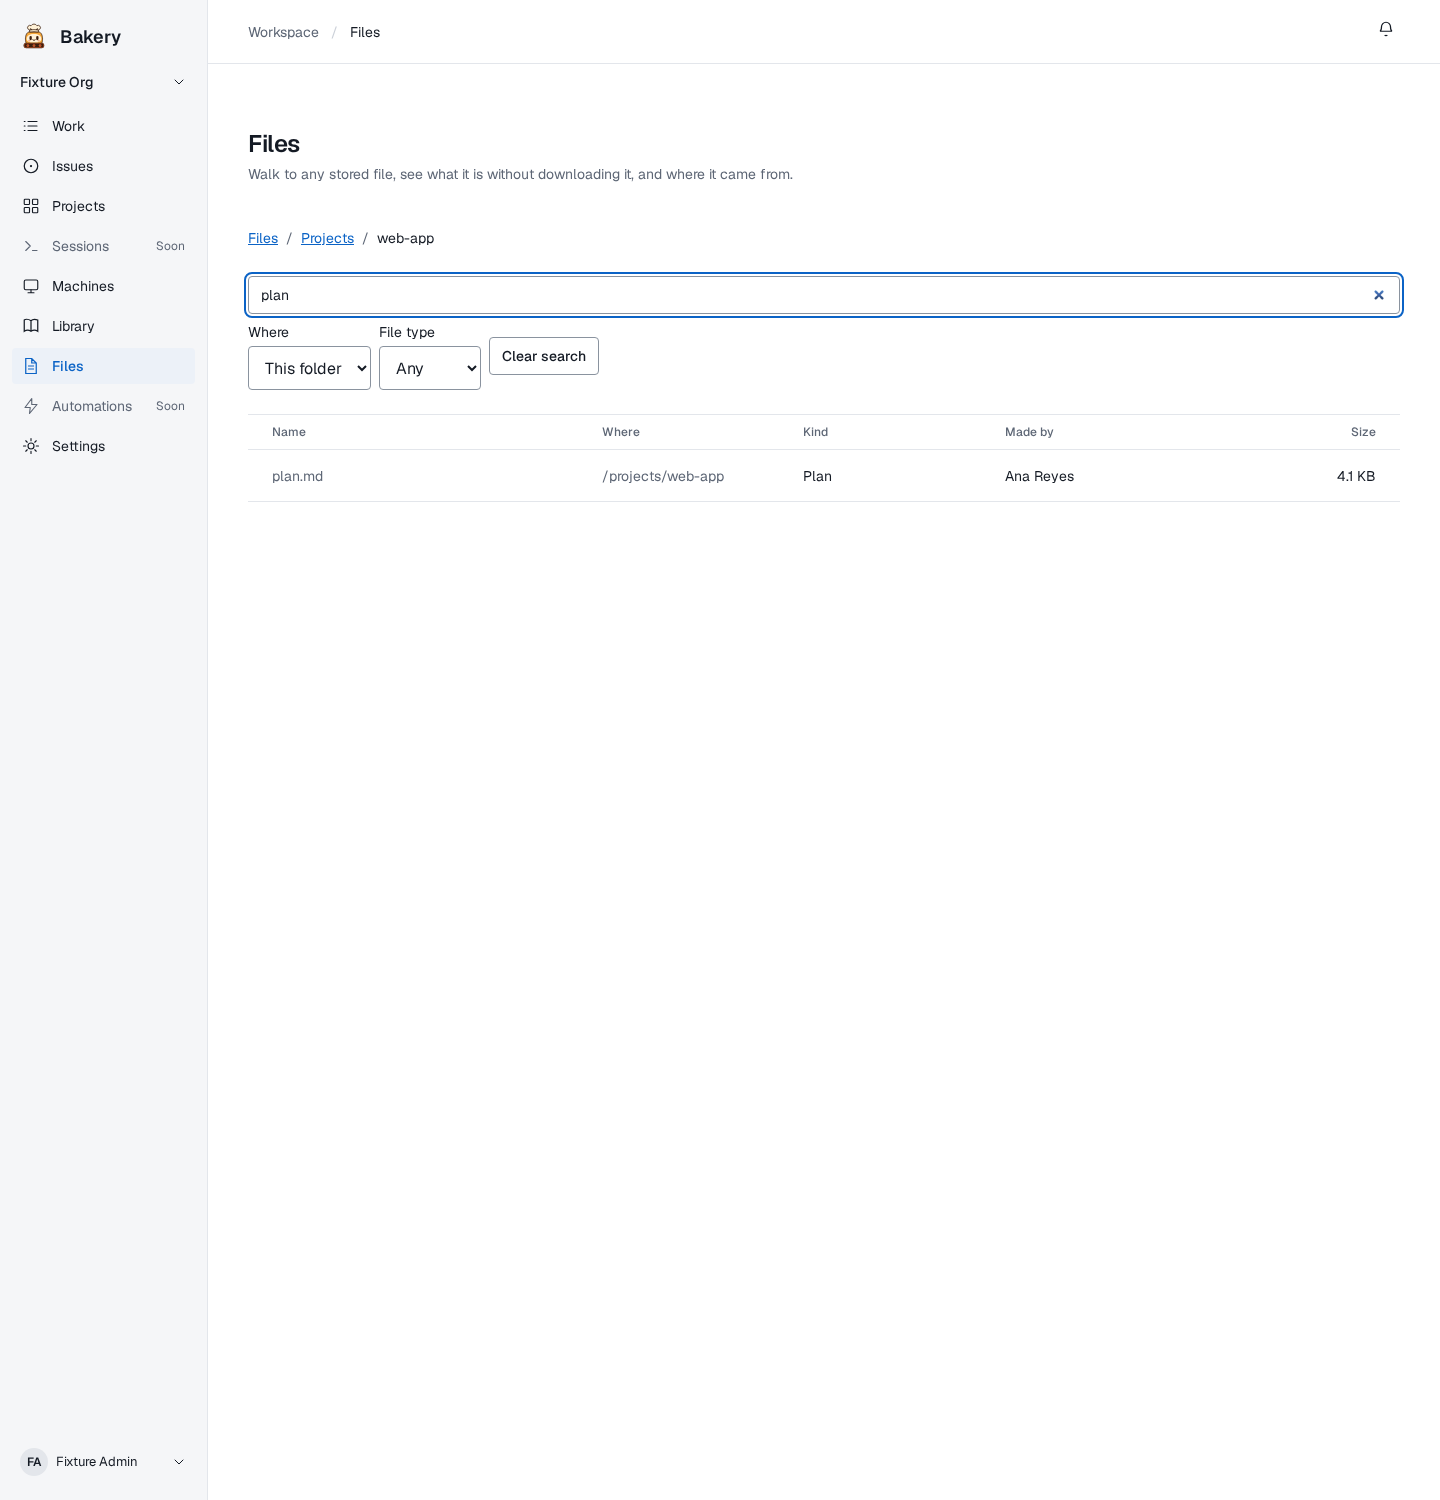 Bakery
Fixture Org
Work
Issues
Projects
Sessions Soon
Machines
Library
Files
Automations Soon
Settings
FA Fixture Admin
Workspace / Files
Files
Walk to any stored file, see what it is without downloading it, and where it came from.
Files / Projects / web-app
plan
Where File type
This folder Any Clear search
Name Where Kind Made by Size
plan.md /projects/web-app Plan Ana Reyes 4.1 KB